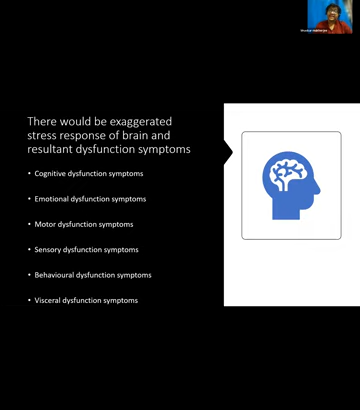 There would be exaggerated
stress response of brain and
resultant dysfunction symptoms
• Cognitive dysfunction symptoms
• Emotional dysfunction symptoms
• Motor dysfunction symptoms
• Sensory dysfunction symptoms
• Behavioural dysfunction symptoms
• Visceral dysfunction symptoms